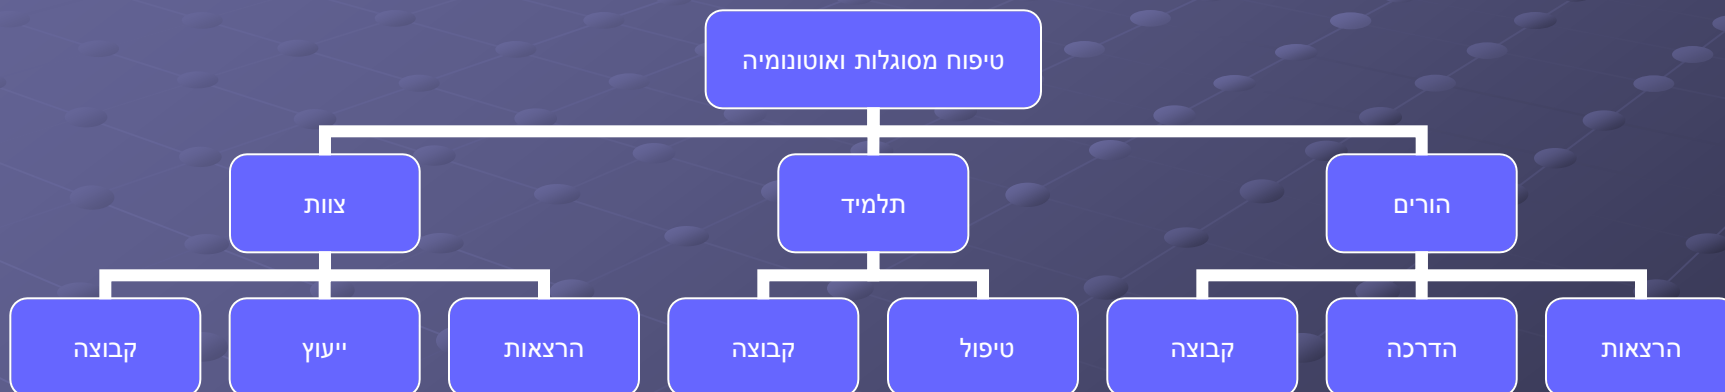 טיפוח מסוגלות ואוטונומיה
הורים
תלמיד
צוות
הרצאות
הדרכה
קבוצה
טיפול
קבוצה
הרצאות
ייעוץ
קבוצה